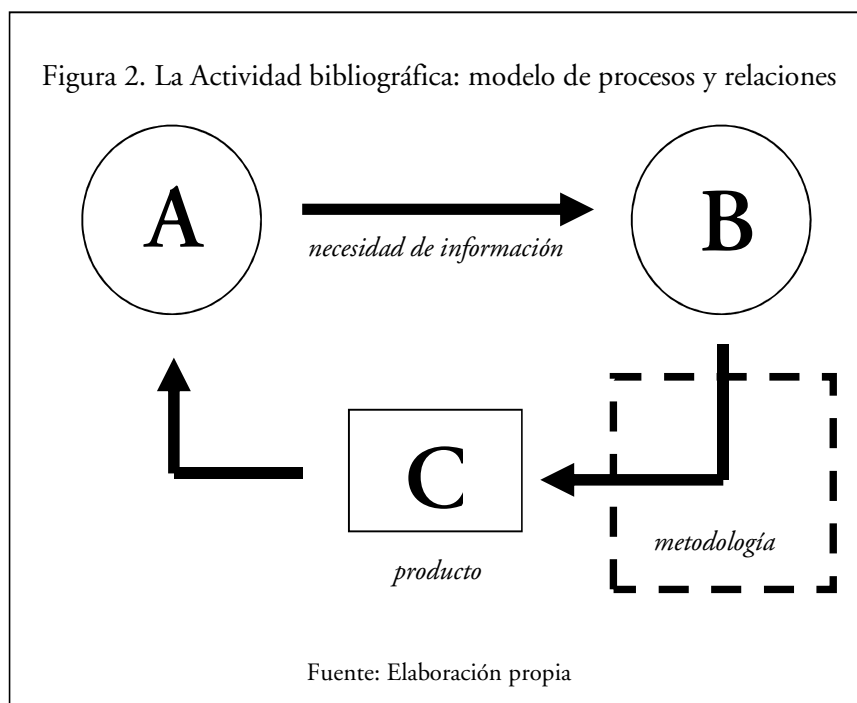 Figura 2. La Actividad bibliográfica: modelo de procesos y relaciones
A
B
necesidad de información
C
metodología
producto
Fuente: Elaboración propia